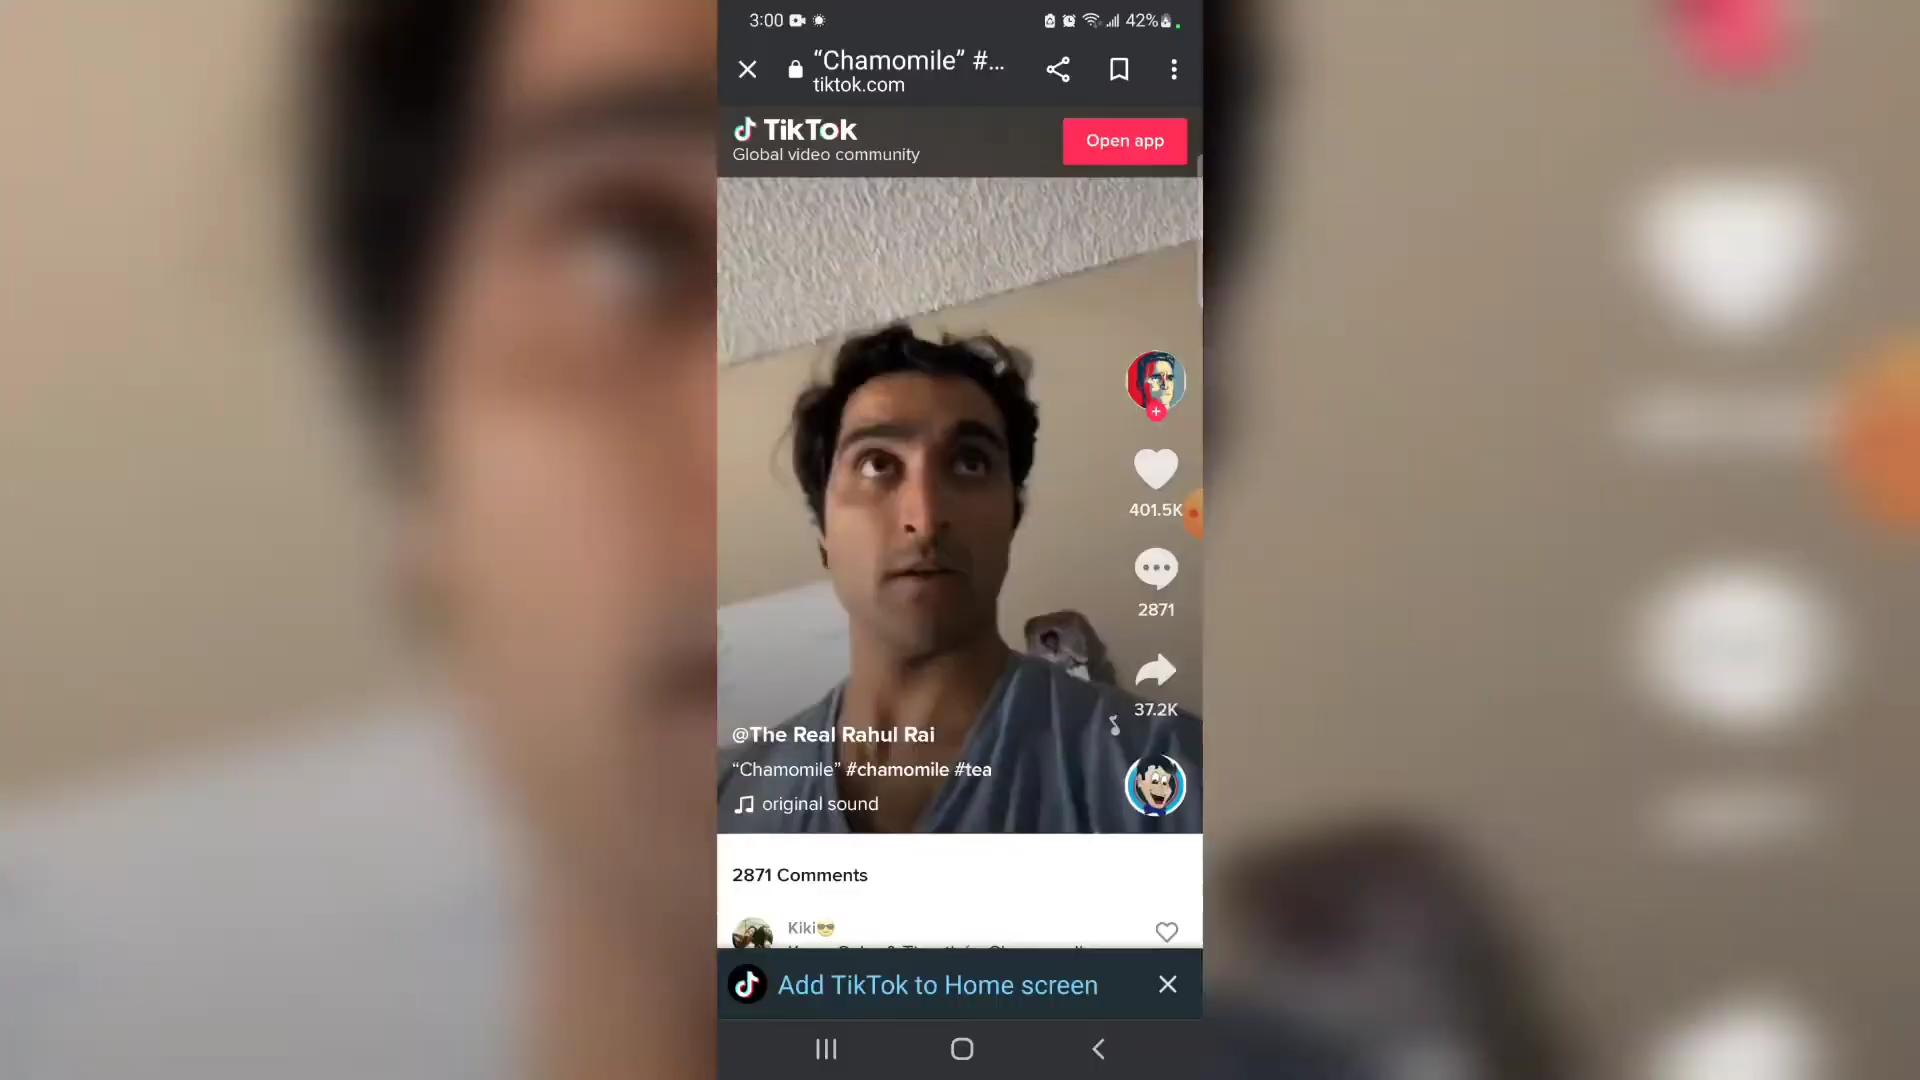 3:00
42%
“Chamomile” #...
tiktok.com
TikTok
Global video community
Open app
401.5K
2871
37.2K
@The Real Rahul Rai
“Chamomile” #chamomile #tea
original sound
2871 Comments
Kiki😎
Add TikTok to Home screen